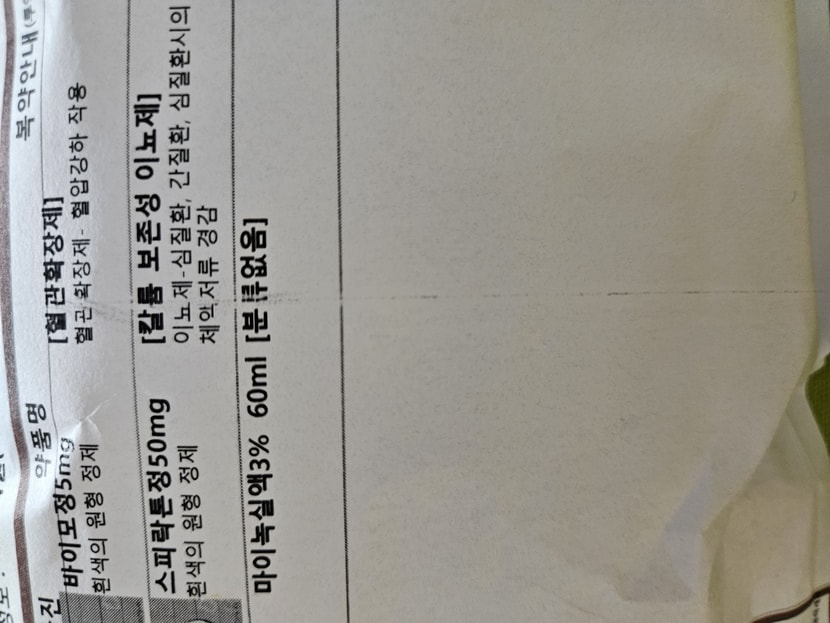 약품명
복약안내
바이모정5mg
[혈관확장제]
흰색의 원형 정제
혈관확장제- 혈압강하 작용
스피락톤정50mg
[칼륨 보존성 이뇨제]
흰색의 원형 정제
이뇨제-심질환, 간질환, 심질환시의
체액저류 경감
마이녹실액3% 60ml [분류없음]